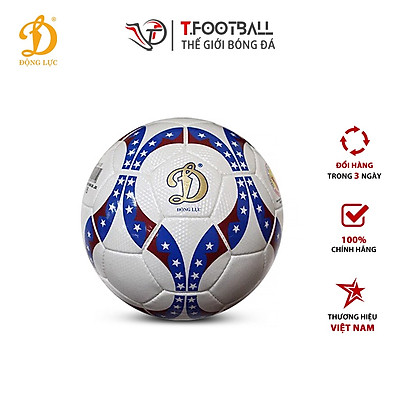 Đ®
ĐỘNG LỰC
T.FOOTBALL
THẾ GIỚI BÓNG ĐÁ
Đ®
ĐỘNG LỰC
ĐỔI HÀNG
TRONG 3 NGÀY
100%
CHÍNH HÃNG
THƯƠNG HIỆU
VIỆT NAM